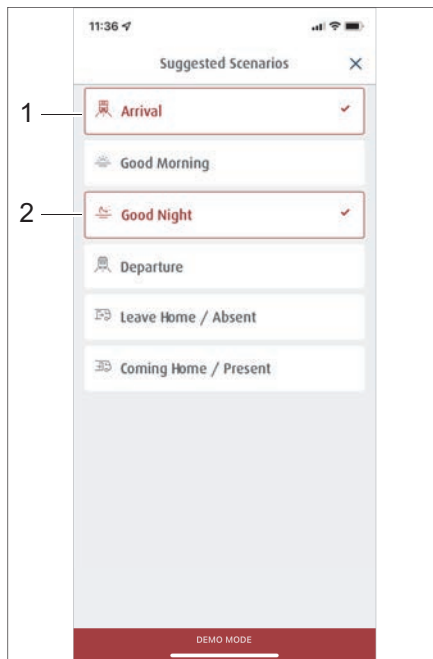 11:36
Suggested Scenarios
1
Arrival
Good Morning
2
Good Night
Departure
Leave Home / Absent
Coming Home / Present
DEMO MODE